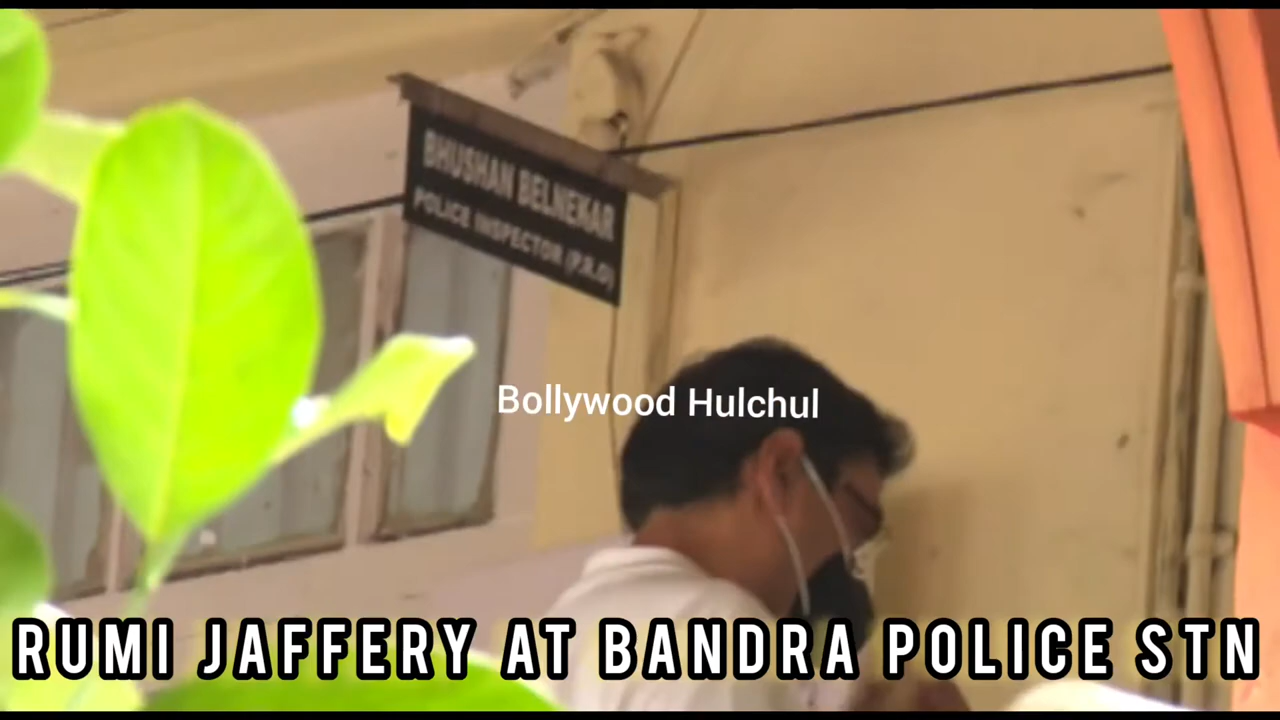 BHUSHAN BELNEKAR
POLICE INSPECTOR (P.R.O)
Bollywood Hulchul
RUMI JAFFERY AT BANDRA POLICE STN